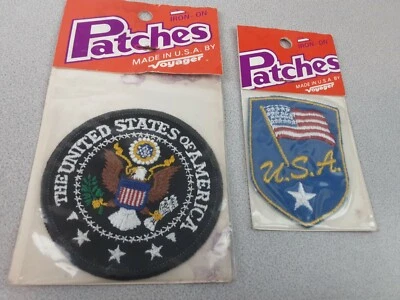 IRON-ON
Patches
MADE IN U.S.A. BY
Voyager
THE UNITED STATES OF AMERICA
IRON-ON
Patches
MADE IN U.S.A. BY
Voyager
U.S.A.